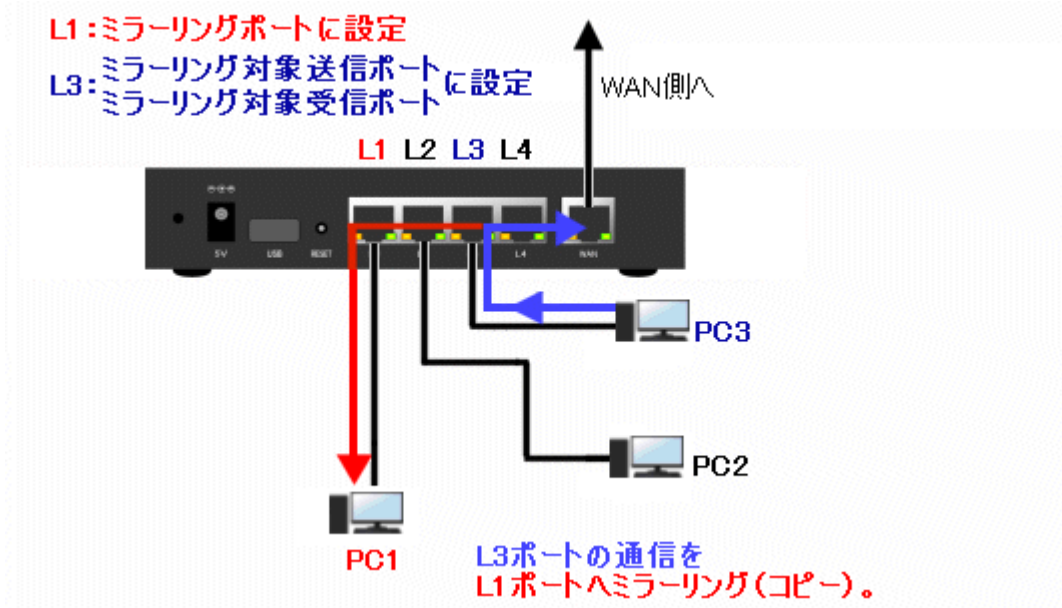 L1：ミラーリングポートに設定
L3：ミラーリング対象送信ポート
ミラーリング対象受信ポート
に設定
WAN側へ
L1 L2 L3 L4
5V USB RESET L4 WAN
PC3
PC2
PC1
L3ポートの通信を
L1ポートへミラーリング（コピー）。